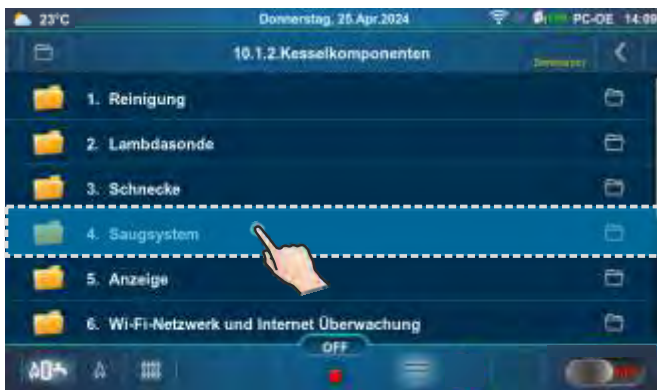 23°C Donnerstag, 25.Apr.2024 PC-OE 14:09
10.1.2.Kesselkomponenten
1. Reinigung
2. Lambdasonde
3. Schnecke
4. Saugsystem
5. Anzeige
6. Wi-Fi-Netzwerk und Internet Überwachung
OFF